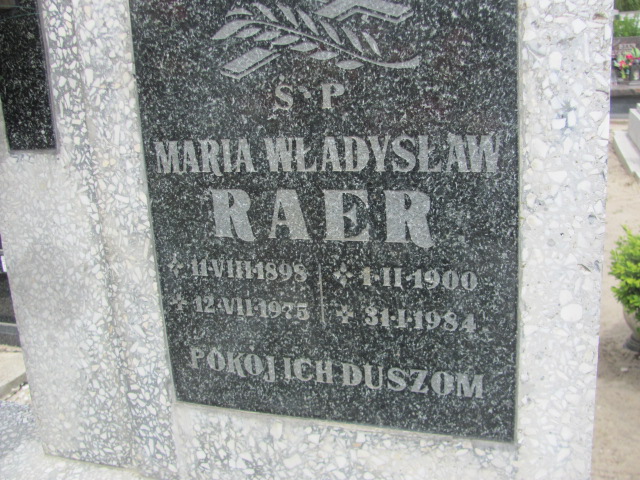 Ś P
MARIA WŁADYSŁAW
RAER
11·VIII·1898 1·II·1900
12·VII·1975 31·I·1984
POKÓJ ICH DUSZOM